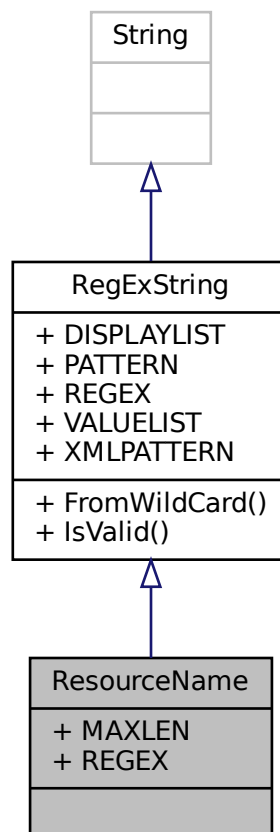 String
RegExString
+ DISPLAYLIST
+ PATTERN
+ REGEX
+ VALUELIST
+ XMLPATTERN
+ FromWildCard()
+ IsValid()
ResourceName
+ MAXLEN
+ REGEX